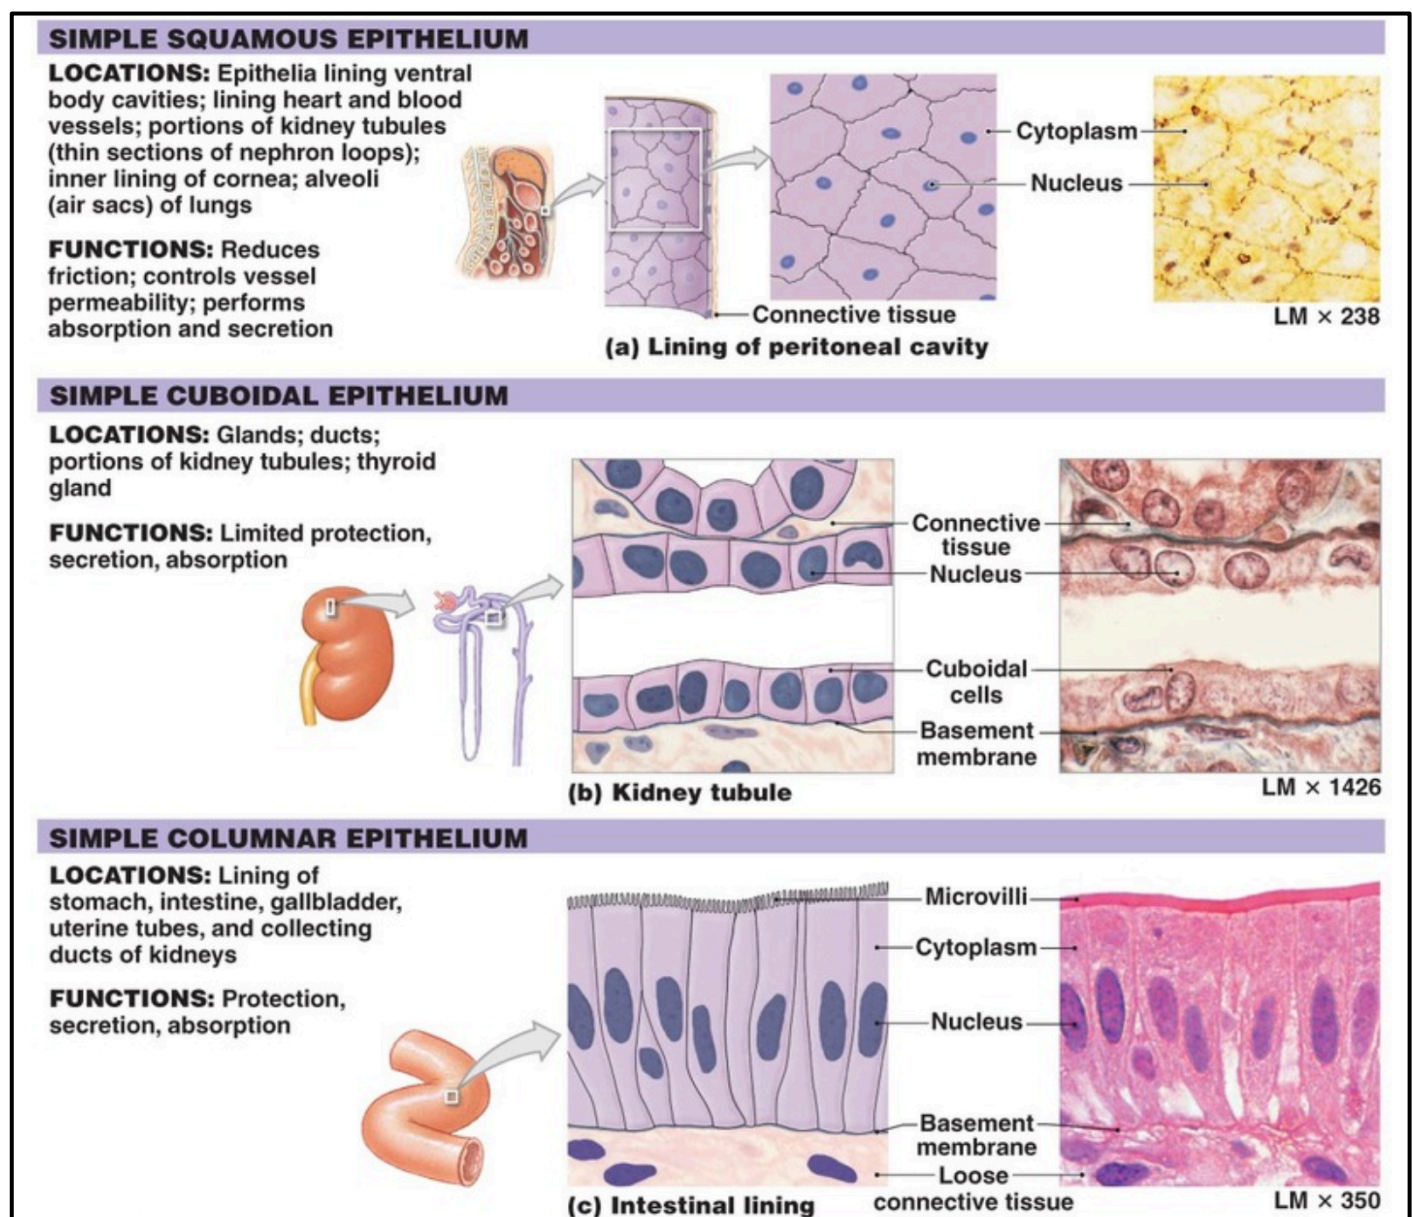 SIMPLE SQUAMOUS EPITHELIUM
LOCATIONS: Epithelia lining ventral
body cavities; lining heart and blood
vessels; portions of kidney tubules
(thin sections of nephron loops);
inner lining of cornea; alveoli
(air sacs) of lungs
FUNCTIONS: Reduces
friction; controls vessel
permeability; performs
absorption and secretion
Cytoplasm
Nucleus
Connective tissue
LM × 238
(a) Lining of peritoneal cavity
SIMPLE CUBOIDAL EPITHELIUM
LOCATIONS: Glands; ducts;
portions of kidney tubules; thyroid
gland
FUNCTIONS: Limited protection,
secretion, absorption
Connective
tissue
Nucleus
Cuboidal
cells
Basement
membrane
LM × 1426
(b) Kidney tubule
SIMPLE COLUMNAR EPITHELIUM
LOCATIONS: Lining of
stomach, intestine, gallbladder,
uterine tubes, and collecting
ducts of kidneys
FUNCTIONS: Protection,
secretion, absorption
Microvilli
Cytoplasm
Nucleus
Basement
membrane
Loose
connective tissue
LM × 350
(c) Intestinal lining